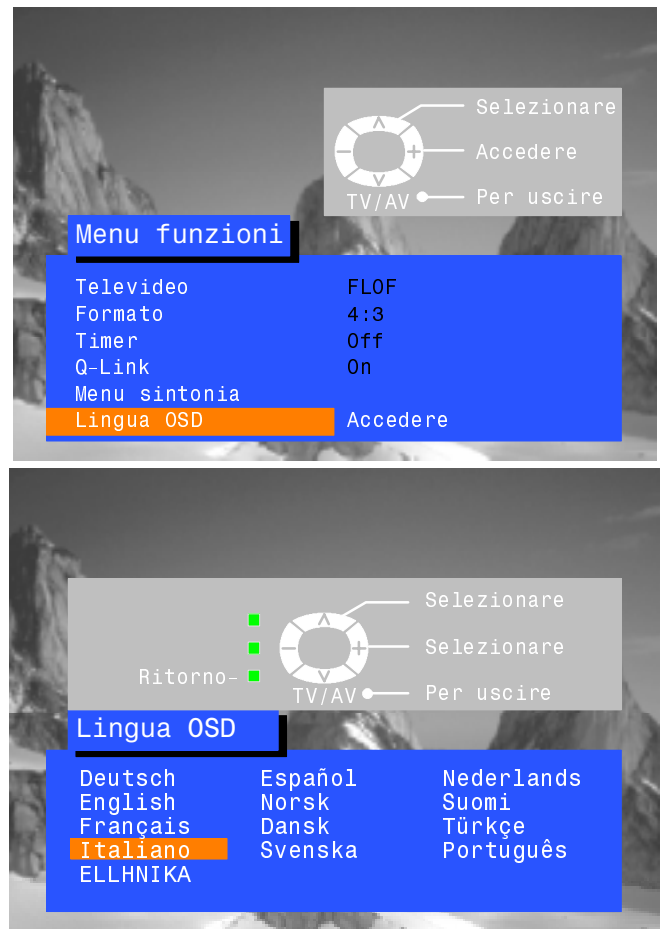 Selezionare
Accedere
TV/AV Per uscire
Menu funzioni
Televideo FLOF
Formato 4:3
Timer Off
Q-Link On
Menu sintonia
Lingua OSD Accedere
Selezionare
Selezionare
Ritorno
TV/AV Per uscire
Lingua OSD
Deutsch Español Nederlands
English Norsk Suomi
Français Dansk Türkçe
Italiano Svenska Português
ELLHNIKA